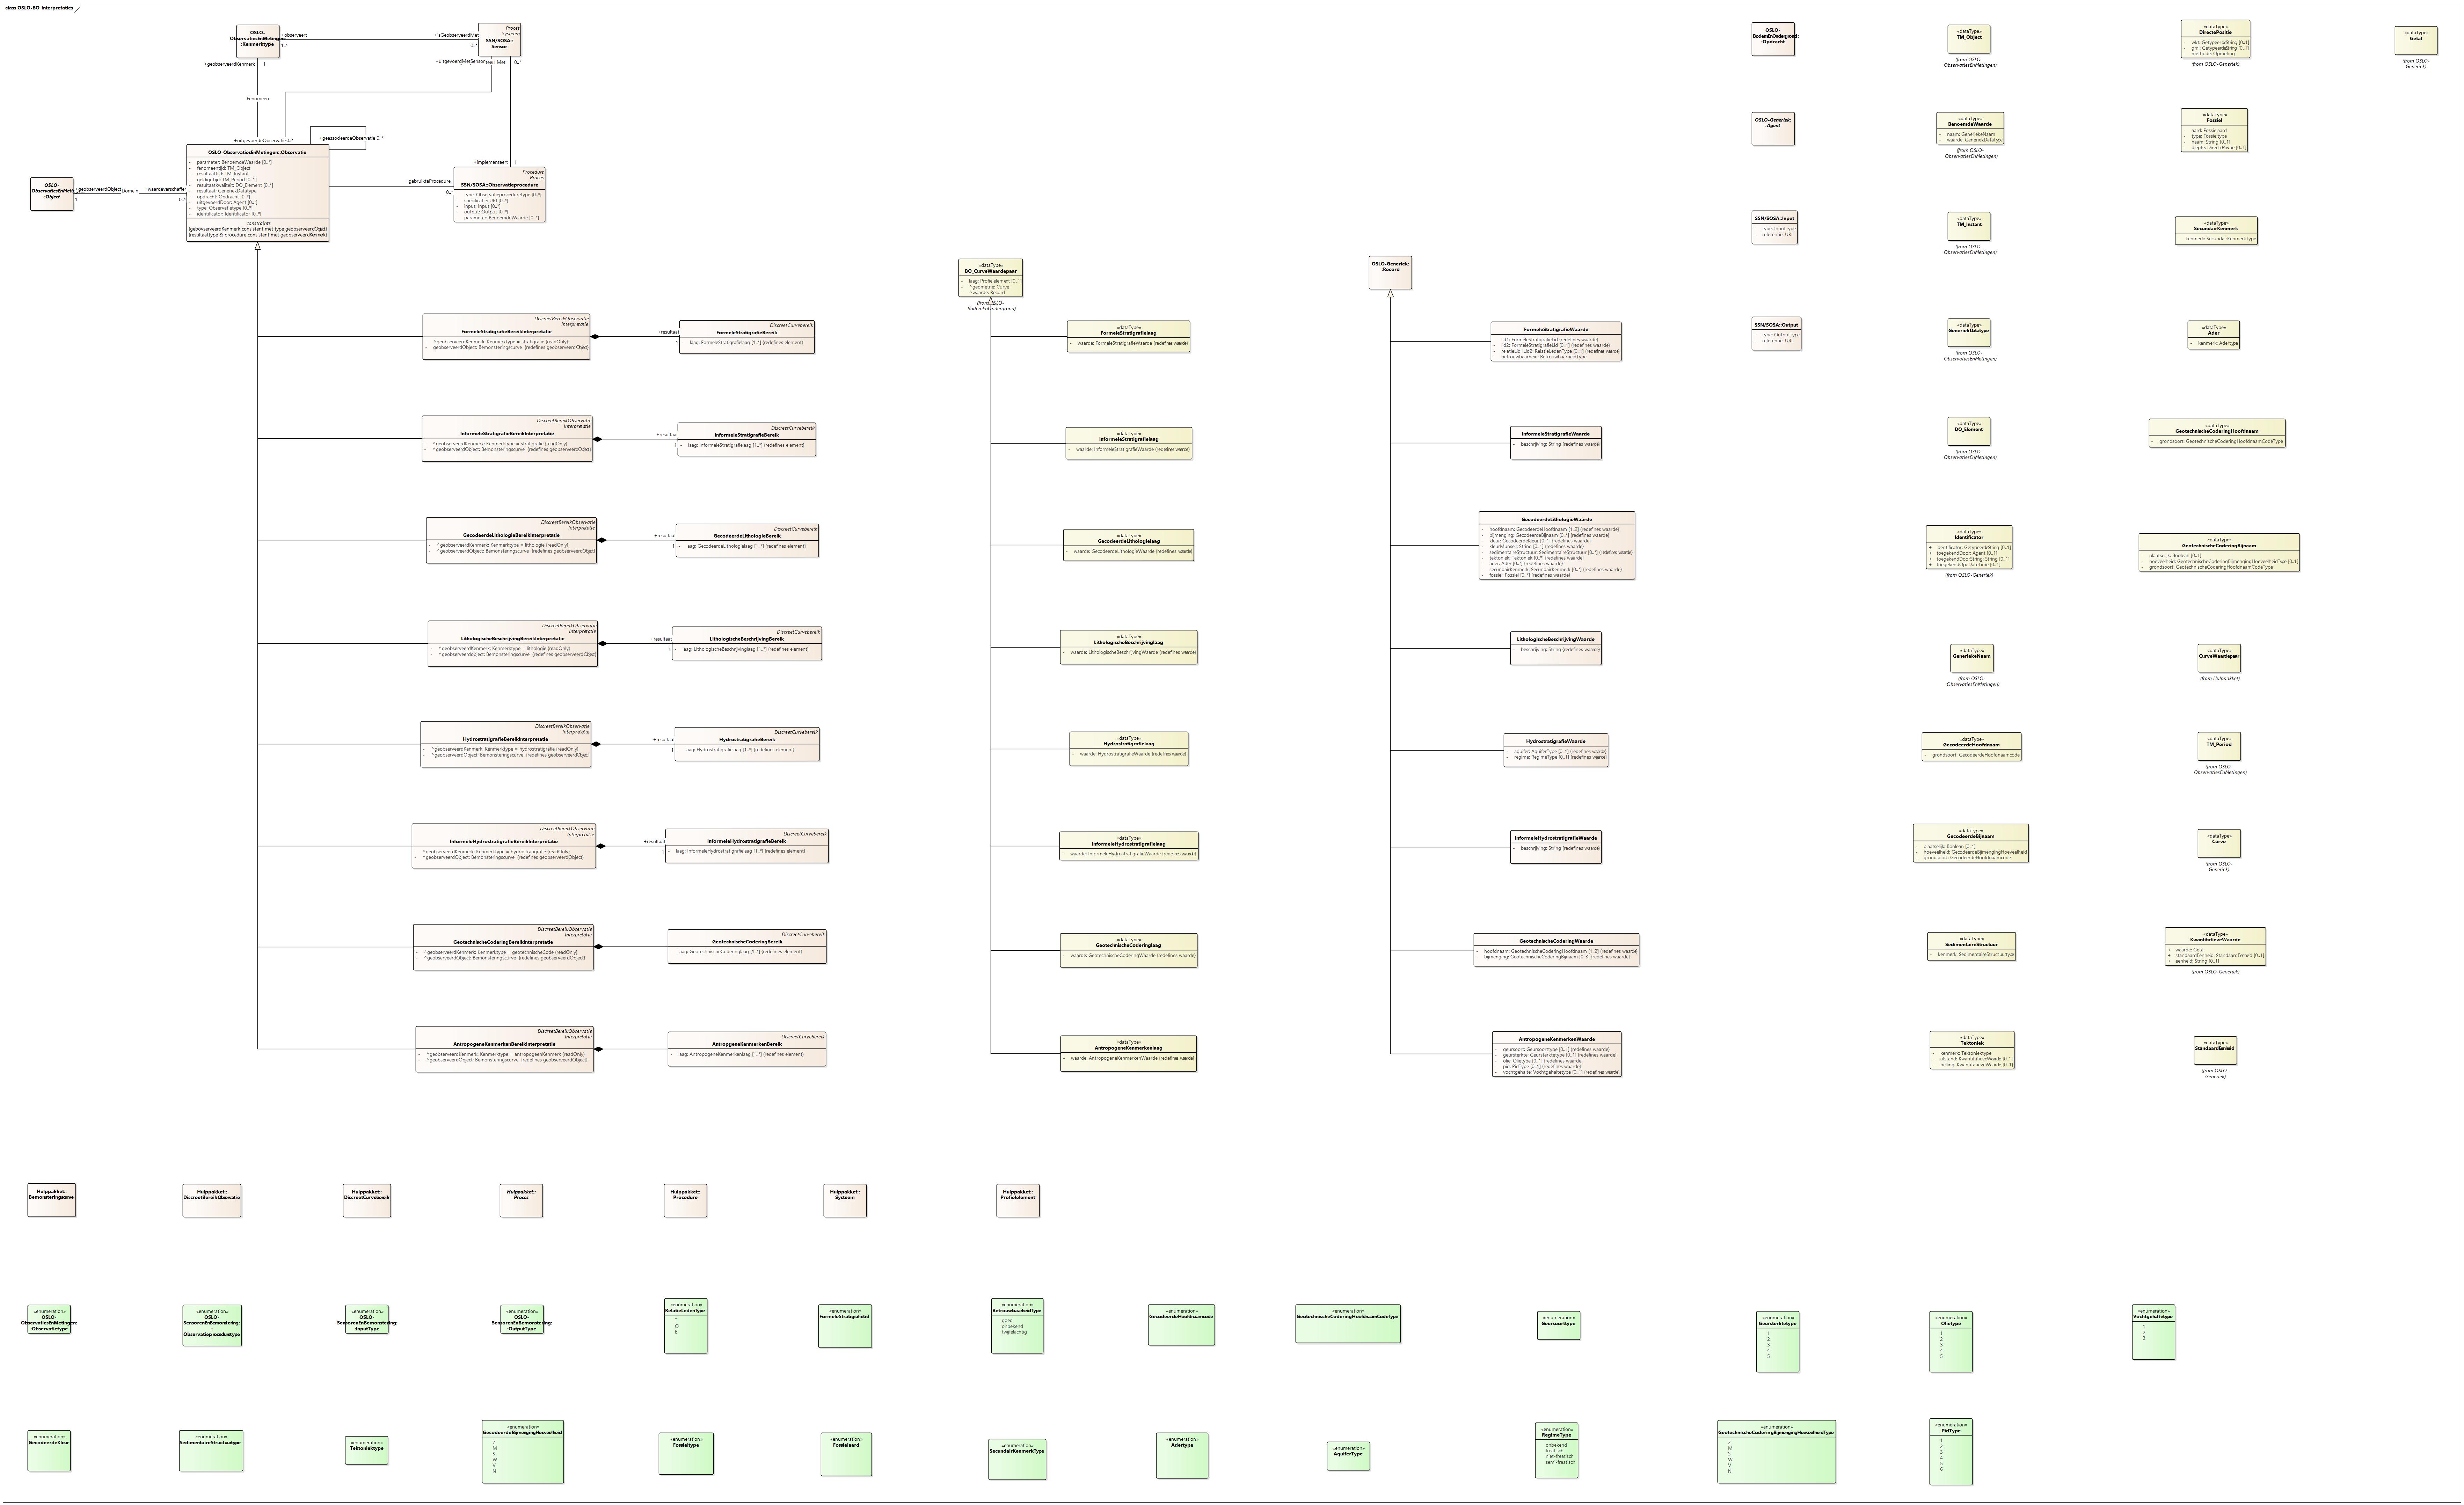 class OSLO-BO_Interpretaties
OSLO-
ObservatiesEnMetingen:
:Kenmerktype
+observeert
1..*
+isGeobserveerdMet
0..*
Proces
Systeem
SSN/SOSA::
Sensor
+geobserveerdKenmerk
1
Fenomeen
+uitgevoerdMetSensor
0..*
+uitgevoerdeObservatie 0..*
+geassocieerdeObservatie 0..*
+implementeert
1
OSLO-
:Object
+geobserveerdObject
1
Domein
+waardeverschaffer
0..*
OSLO-ObservatiesEnMetingen::Observatie
- parameter: BenoemdeWaarde [0..*]
- fenomeentijd: TM_Object
- resultaattijd: TM_Instant
- geldigeTijd: TM_Period [0..1]
- resultaatkwaliteit: DQ_Element [0..*]
- resultaat: GeneriekDatatype
- opdracht: Opdracht [0..*]
- uitgevoerdDoor: Agent [0..*]
- type: Observatietype [0..*]
- identificator: Identificator [0..*]
constraints
{geobosveerdKenmerk consistent met type geobserveerdObject}
{resultaattype & procedure consistent met geobserveerdKenmerk}
+gebruikteProcedure
0..*
Procedure
Proces
SSN/SOSA::Observatieprocedure
- type: Observatieproceduretype [0..*]
- specificatie: URI [0..*]
- input: Input [0..*]
- output: Output [0..*]
- parameter: BenoemdeWaarde [0..*]
DiscreetBereikObservatie
Interpretatie
FormeleStratigrafieBereikInterpretatie
- ^geobserveerdKenmerk: Kenmerktype = stratigrafie {readOnly}
- geobserveerdObject: Bemonsteringscurve {redefines geobserveerdObject}
+resultaat
1
DiscreetCurvebereik
FormeleStratigrafieBereik
- laag: FormeleStratigrafielaag [1..*] {redefines element}
DiscreetBereikObservatie
Interpretatie
InformeleStratigrafieBereikInterpretatie
- ^geobserveerdKenmerk: Kenmerktype = stratigrafie {readOnly}
- ^geobserveerdObject: Bemonsteringscurve {redefines geobserveerdObject}
+resultaat
1
DiscreetCurvebereik
InformeleStratigrafieBereik
- laag: InformeleStratigrafielaag [1..*] {redefines element}
DiscreetBereikObservatie
Interpretatie
GecodeerdeLithologieBereikInterpretatie
- ^geobserveerdKenmerk: Kenmerktype = lithologie {readOnly}
- ^geobserveerdObject: Bemonsteringscurve {redefines geobserveerdObject}
+resultaat
1
DiscreetCurvebereik
GecodeerdeLithologieBereik
- laag: GecodeerdeLithologielaag [1..*] {redefines element}
DiscreetBereikObservatie
Interpretatie
LithologischeBeschrijvingBereikInterpretatie
- ^geobserveerdKenmerk: Kenmerktype = lithologie {readOnly}
- ^geobserveerdobject: Bemonsteringscurve {redefines geobserveerdObject}
+resultaat
1
DiscreetCurvebereik
LithologischeBeschrijvingBereik
- laag: LithologischeBeschrijvinglaag [1..*] {redefines element}
DiscreetBereikObservatie
Interpretatie
HydrostratigrafieBereikInterpretatie
- ^geobserveerdKenmerk: Kenmerktype = hydrostratigrafie {readOnly}
- ^geobserveerdObject: Bemonsteringscurve {redefines geobserveerdObject}
+resultaat
1
DiscreetCurvebereik
HydrostratigrafieBereik
- laag: Hydrostratigrafielaag [1..*] {redefines element}
DiscreetBereikObservatie
Interpretatie
InformeleHydrostratigrafieBereikInterpretatie
- ^geobserveerdKenmerk: Kenmerktype = hydrostratigrafie {readOnly}
- ^geobserveerdObject: Bemonsteringscurve {redefines geobserveerdObject}
+resultaat
1
DiscreetCurvebereik
InformeleHydrostratigrafieBereik
- laag: InformeleHydrostratigrafielaag [1..*] {redefines element}
DiscreetBereikObservatie
Interpretatie
GeotechnischeCoderingBereikInterpretatie
- ^geobserveerdKenmerk: Kenmerktype = geotechnischeCode {readOnly}
- ^geobserveerdObject: Bemonsteringscurve {redefines geobserveerdObject}
DiscreetCurvebereik
GeotechnischeCoderingBereik
- laag: GeotechnischeCoderinglaag [1..*] {redefines element}
DiscreetBereikObservatie
Interpretatie
AntropogeneKenmerkenBereikInterpretatie
- ^geobserveerdKenmerk: Kenmerktype = antropogeenKenmerk {readOnly}
- ^geobserveerdObject: Bemonsteringscurve {redefines geobserveerdObject}
DiscreetCurvebereik
AntropogeneKenmerkenBereik
- laag: AntropogeneKenmerkenlaag [1..*] {redefines element}
«dataType»
BO_CurveWaardepaar
- laag: Profielelement [0..1]
- ^geometrie: Curve
- ^waarde: Record
(from OSLO-
BodemEnOndergrond)
«dataType»
FormeleStratigrafielaag
- waarde: FormeleStratigrafieWaarde {redefines waarde}
«dataType»
InformeleStratigrafielaag
- waarde: InformeleStratigrafieWaarde {redefines waarde}
«dataType»
GecodeerdeLithologielaag
- waarde: GecodeerdeLithologieWaarde {redefines waarde}
«dataType»
LithologischeBeschrijvinglaag
- waarde: LithologischeBeschrijvingWaarde {redefines waarde}
«dataType»
Hydrostratigrafielaag
- waarde: HydrostratigrafieWaarde {redefines waarde}
«dataType»
InformeleHydrostratigrafielaag
- waarde: InformeleHydrostratigrafieWaarde {redefines waarde}
«dataType»
GeotechnischeCoderinglaag
- waarde: GeotechnischeCoderingWaarde {redefines waarde}
«dataType»
AntropogeneKenmerkenlaag
- waarde: AntropogeneKenmerkenWaarde {redefines waarde}
OSLO-Generiek:
:Record
FormeleStratigrafieWaarde
- lid1: FormeleStratigrafieLid {redefines waarde}
- lid2: FormeleStratigrafieLid [0..1] {redefines waarde}
- relatieLid1Lid2: RelatieLedenType [0..1] {redefines waarde}
- betrouwbaarheid: BetrouwbaarheidType
InformeleStratigrafieWaarde
- beschrijving: String {redefines waarde}
GecodeerdeLithologieWaarde
- hoofdnaam: GecodeerdeHoofdnaam [1..2] {redefines waarde}
- bijmenging: GecodeerdeBijnaam [0..*] {redefines waarde}
- kleur: GecodeerdeKleur [0..1] {redefines waarde}
- kleurMunsell: String [0..1] {redefines waarde}
- sedimentaireStructuur: SedimentaireStructuur [0..*] {redefines waarde}
- tektoniek: Tektoniek [0..*] {redefines waarde}
- ader: Ader [0..*] {redefines waarde}
- secundairKenmerk: SecundairKenmerk [0..*] {redefines waarde}
- fossiel: Fossiel [0..*] {redefines waarde}
LithologischeBeschrijvingWaarde
- beschrijving: String {redefines waarde}
HydrostratigrafieWaarde
- aquifer: AquiferType [0..1] {redefines waarde}
- regime: RegimeType [0..1] {redefines waarde}
InformeleHydrostratigrafieWaarde
- beschrijving: String {redefines waarde}
GeotechnischeCoderingWaarde
- hoofdnaam: GeotechnischeCoderingHoofdnaam [1..2] {redefines waarde}
- bijmenging: GeotechnischeCoderingBijnaam [0..3] {redefines waarde}
AntropogeneKenmerkenWaarde
- geursoort: Geursoorttype [0..1] {redefines waarde}
- geursterkte: Geursterktetype [0..1] {redefines waarde}
- olie: Olietype [0..1] {redefines waarde}
- pid: PidType [0..1] {redefines waarde}
- vochtgehalte: Vochtgehaltetype [0..1] {redefines waarde}
OSLO-
BodemEnOndergrond:
:Opdracht
OSLO-Generiek:
:Agent
SSN/SOSA::Input
- type: InputType
- referentie: URI
SSN/SOSA::Output
- type: OutputType
- referentie: URI
«dataType»
TM_Object
(from OSLO-
ObservatiesEnMetingen)
«dataType»
BenoemdeWaarde
- naam: GeneriekeNaam
- waarde: GeneriekDatatype
(from OSLO-
ObservatiesEnMetingen)
«dataType»
TM_Instant
(from OSLO-
ObservatiesEnMetingen)
«dataType»
GeneriekDatatype
(from OSLO-
ObservatiesEnMetingen)
«dataType»
DQ_Element
(from OSLO-
ObservatiesEnMetingen)
«dataType»
Identificator
+ identificator: GetypeerdeString [0..1]
+ toegekendDoor: Agent [0..1]
+ toegekendDoorString: String [0..1]
+ toegekendOp: DateTime [0..1]
(from OSLO-Generiek)
«dataType»
GeneriekeNaam
(from OSLO-
ObservatiesEnMetingen)
«dataType»
GecodeerdeHoofdnaam
- grondsoort: GecodeerdeHoofdnaamcode
«dataType»
GecodeerdeBijnaam
- plaatselijk: Boolean [0..1]
- hoeveelheid: GecodeerdeBijmengingHoeveelheid
- grondsoort: GecodeerdeHoofdnaamcode
«dataType»
SedimentaireStructuur
- kenmerk: SedimentaireStructuurtype
«dataType»
Tektoniek
- kenmerk: Tektoniektype
- afstand: KwantitatieveWaarde [0..1]
- helling: KwantitatieveWaarde [0..1]
«dataType»
DirectePositie
- wkt: GetypeerdeString [0..1]
- gml: GetypeerdeString [0..1]
- methode: Opmeting
(from OSLO-Generiek)
«dataType»
Fossiel
- aard: Fossielaard
- type: Fossieltype
- naam: String [0..1]
- diepte: DirectePositie [0..1]
«dataType»
SecundairKenmerk
- kenmerk: SecundairKenmerkType
«dataType»
Ader
- kenmerk: Adertype
«dataType»
GeotechnischeCoderingHoofdnaam
- grondsoort: GeotechnischeCoderingHoofdnaamCodeType
«dataType»
GeotechnischeCoderingBijnaam
- plaatselijk: Boolean [0..1]
- hoeveelheid: GeotechnischeCoderingBijmengingHoeveelheidType [0..1]
- grondsoort: GeotechnischeCoderingHoofdnaamCodeType
«dataType»
CurveWaardepaar
(from Hulppakket)
«dataType»
TM_Period
(from OSLO-
ObservatiesEnMetingen)
«dataType»
Curve
(from OSLO-
Generiek)
«dataType»
KwantitatieveWaarde
+ waarde: Getal
+ standaardEenheid: StandaardEenheid [0..1]
+ eenheid: String [0..1]
(from OSLO-Generiek)
«dataType»
StandaardEenheid
(from OSLO-
Generiek)
«dataType»
Getal
(from OSLO-
Generiek)
Hulppakket::
Bemonsteringscurve
Hulppakket::
DiscreetBereikObservatie
Hulppakket::
DiscreetCurvebereik
Hulppakket::
Proces
Hulppakket::
Procedure
Hulppakket::
Systeem
Hulppakket::
Profielelement
«enumeration»
OSLO-
ObservatiesEnMetingen:
:Observatietype
«enumeration»
OSLO-
SensorenEnBemonstering:
:
Observatieproceduretype
«enumeration»
OSLO-
SensorenEnBemonstering:
:InputType
«enumeration»
OSLO-
SensorenEnBemonstering:
:OutputType
«enumeration»
RelatieLedenType
T
O
E
«enumeration»
FormeleStratigrafieLid
«enumeration»
BetrouwbaarheidType
goed
onbekend
twijfelachtig
«enumeration»
GecodeerdeHoofdnaamcode
«enumeration»
GeotechnischeCoderingHoofdnaamCodeType
«enumeration»
Geursoorttype
«enumeration»
Geursterktetype
1
2
3
4
5
«enumeration»
Olietype
1
2
3
4
5
«enumeration»
Vochtgehaltetype
1
2
3
«enumeration»
GecodeerdeKleur
«enumeration»
SedimentaireStructuurtype
«enumeration»
Tektoniektype
«enumeration»
GecodeerdeBijmengingHoeveelheid
Z
M
S
W
V
N
«enumeration»
Fossieltype
«enumeration»
Fossielaard
«enumeration»
SecundairKenmerkType
«enumeration»
Adertype
«enumeration»
AquiferType
«enumeration»
RegimeType
onbekend
freatisch
niet-freatisch
semi-freatisch
«enumeration»
GeotechnischeCoderingBijmengingHoeveelheidType
Z
M
S
W
V
N
«enumeration»
PidType
1
2
3
4
5
6